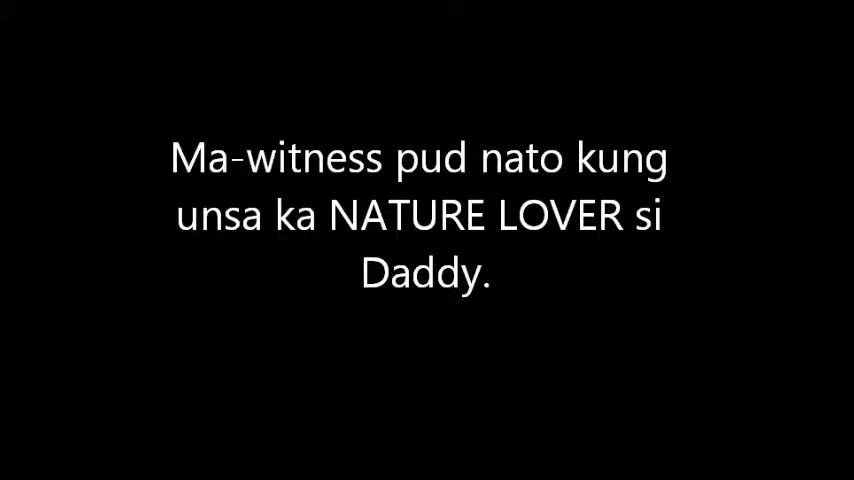 Ma-witness pud nato kung
unsa ka NATURE LOVER si
Daddy.